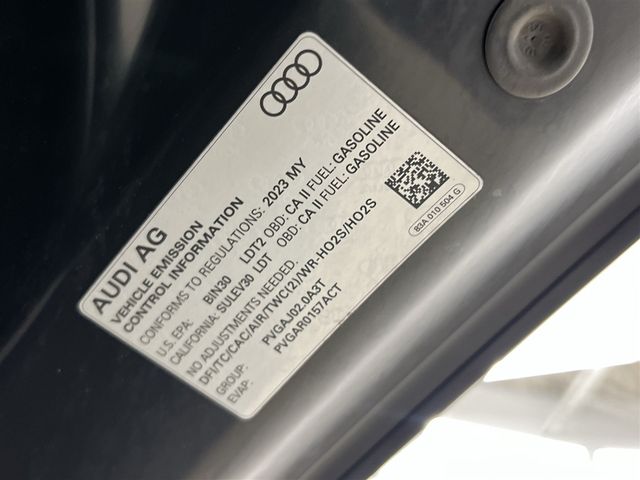 AUDI AG
VEHICLE EMISSION
CONTROL INFORMATION
CONFORMS TO REGULATIONS: 2023 MY
U.S. EPA: BIN30 LDT2 OBD: CA II FUEL: GASOLINE
CALIFORNIA: SULEV30 LDT OBD: CA II FUEL: GASOLINE
NO ADJUSTMENTS NEEDED.
DFI/TC/CAC/AIR/TWC(2)/WR-HO2S/HO2S
GROUP: PVGAJ02.0A3T
EVAP: PVGAR0157ACT
83A 010 504 G